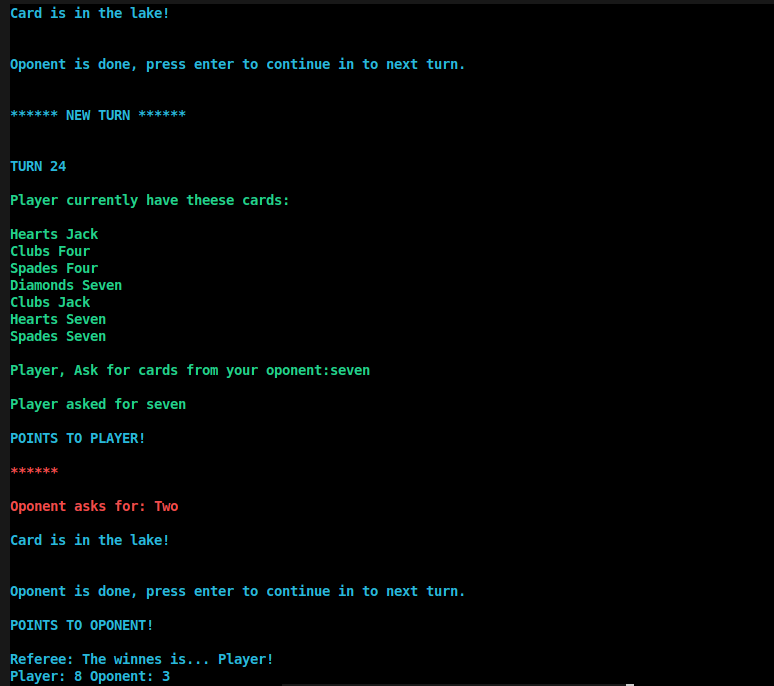 Card is in the lake!
Oponent is done, press enter to continue in to next turn.
****** NEW TURN ******
TURN 24
Player currently have theese cards:
Hearts Jack
Clubs Four
Spades Four
Diamonds Seven
Clubs Jack
Hearts Seven
Spades Seven
Player, Ask for cards from your oponent:seven
Player asked for seven
POINTS TO PLAYER!
******
Oponent asks for: Two
Card is in the lake!
Oponent is done, press enter to continue in to next turn.
POINTS TO OPONENT!
Referee: The winnes is... Player!
Player: 8 Oponent: 3